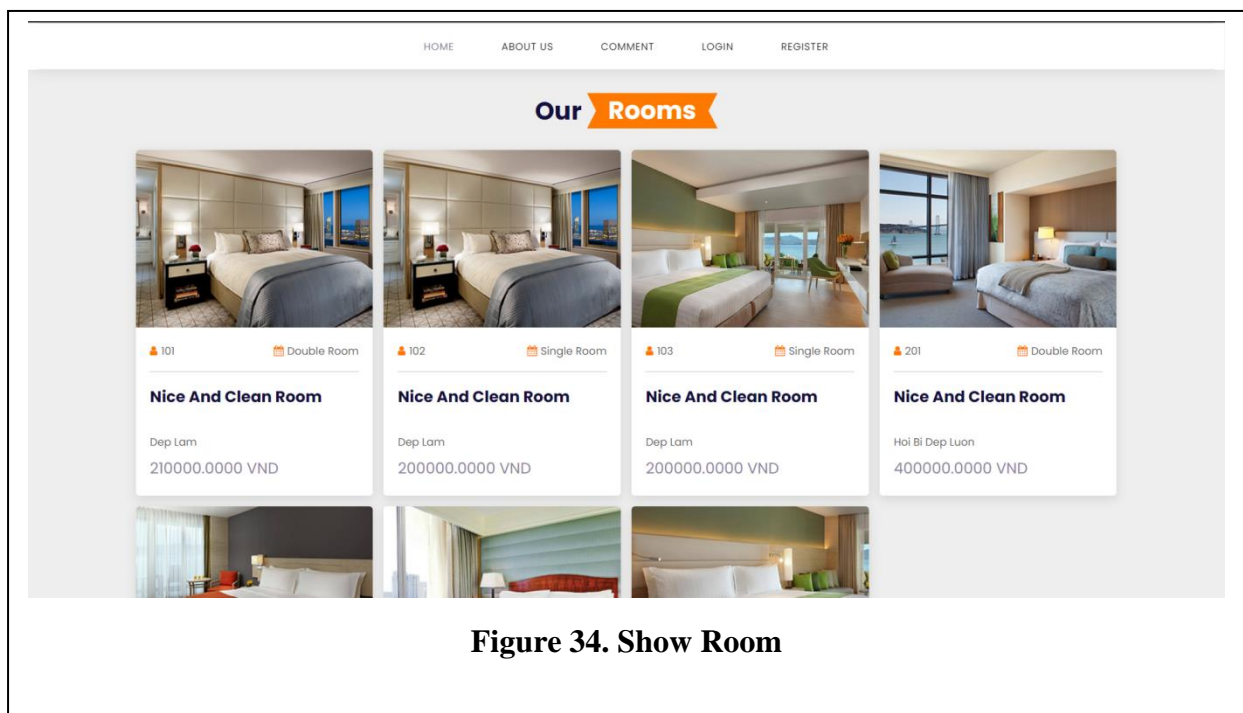 HOME ABOUT US COMMENT LOGIN REGISTER
Our Rooms
101 Double Room
102 Single Room
103 Single Room
201 Double Room
Nice And Clean Room
Nice And Clean Room
Nice And Clean Room
Nice And Clean Room
Dep Lam
Dep Lam
Dep Lam
Hoi Bi Dep Luon
210000.0000 VND
200000.0000 VND
200000.0000 VND
400000.0000 VND
Figure 34. Show Room